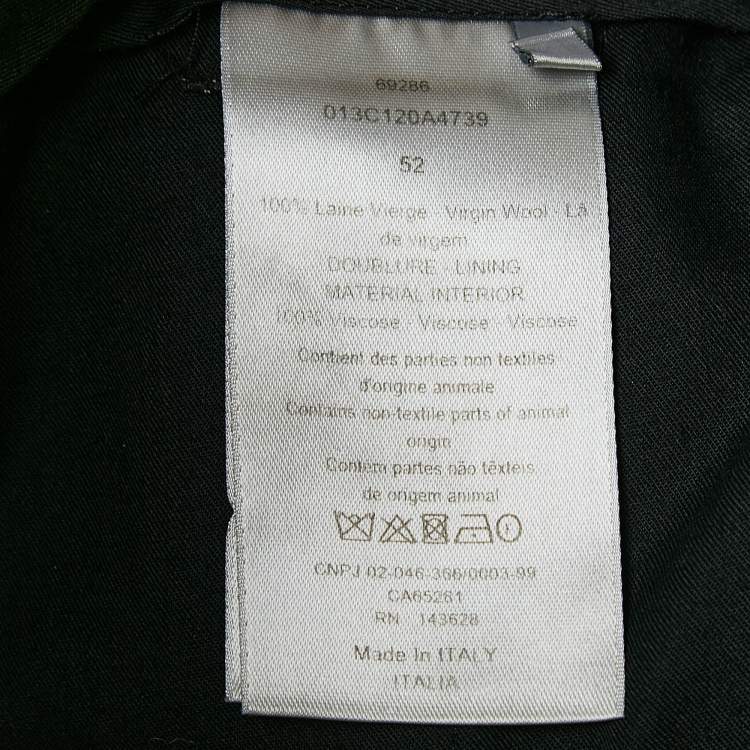 69286
013C120A4739
52
100% Laine Vierge - Virgin Wool - Lã
de virgem
DOUBLURE - LINING
MATERIAL INTERIOR
100% Viscose - Viscose - Viscose
Contient des parties non textiles
d'origine animale
Contains non-textile parts of animal
origin
Contem partes não têxteis
de origem animal
CNPJ 02-046-366/0003-99
CA65261
RN 143628
Made In ITALY
ITALIA